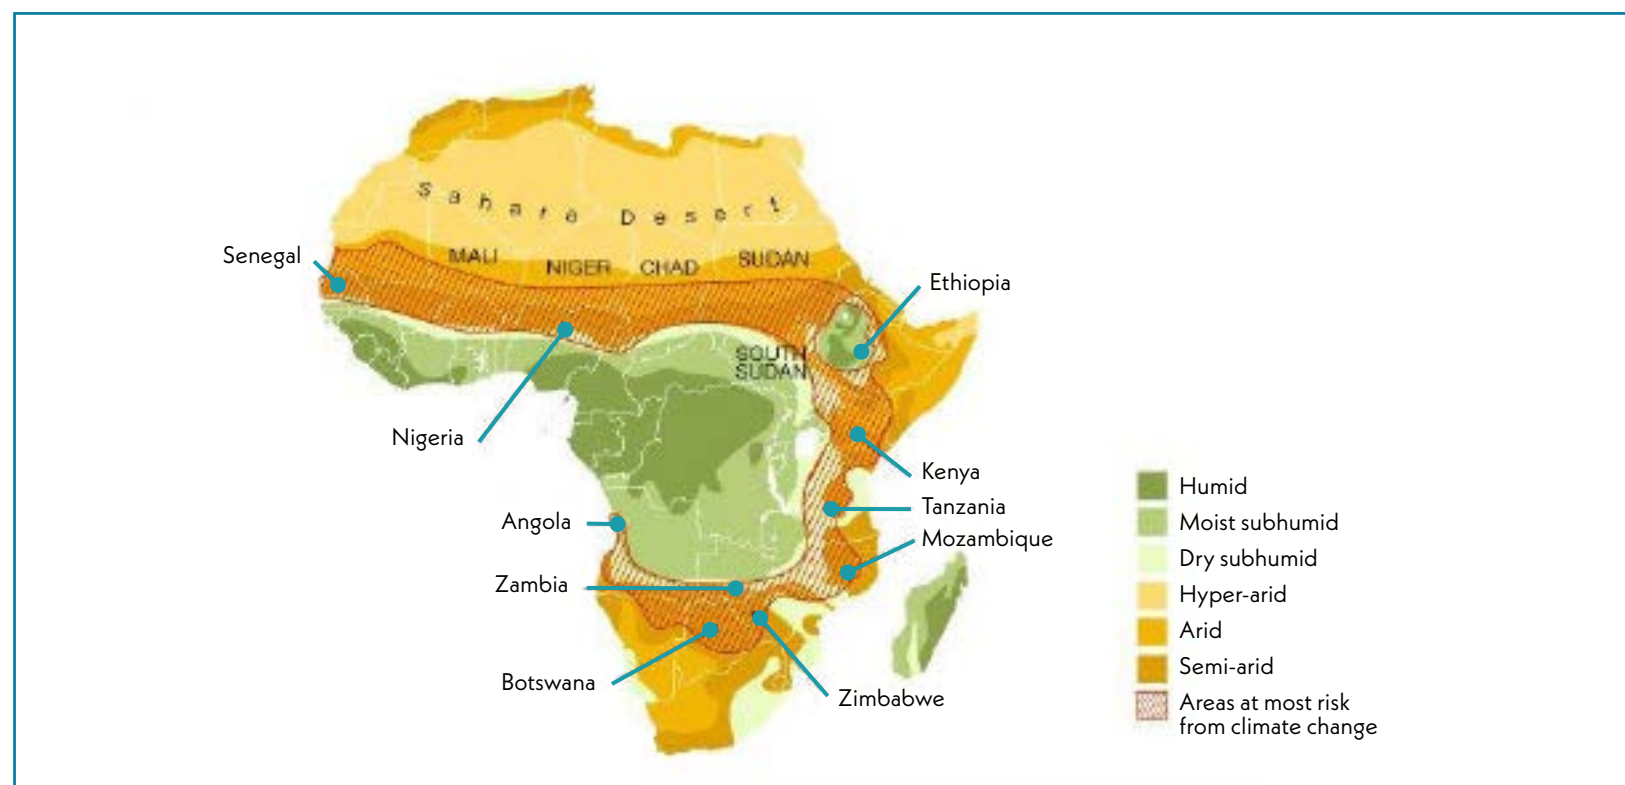 Sahara Desert
Senegal
MALI
NIGER
CHAD
SUDAN
Ethiopia
SOUTH
SUDAN
Nigeria
Kenya
Tanzania
Angola
Mozambique
Zambia
Botswana
Zimbabwe
Humid
Moist subhumid
Dry subhumid
Hyper-arid
Arid
Semi-arid
Areas at most risk
from climate change